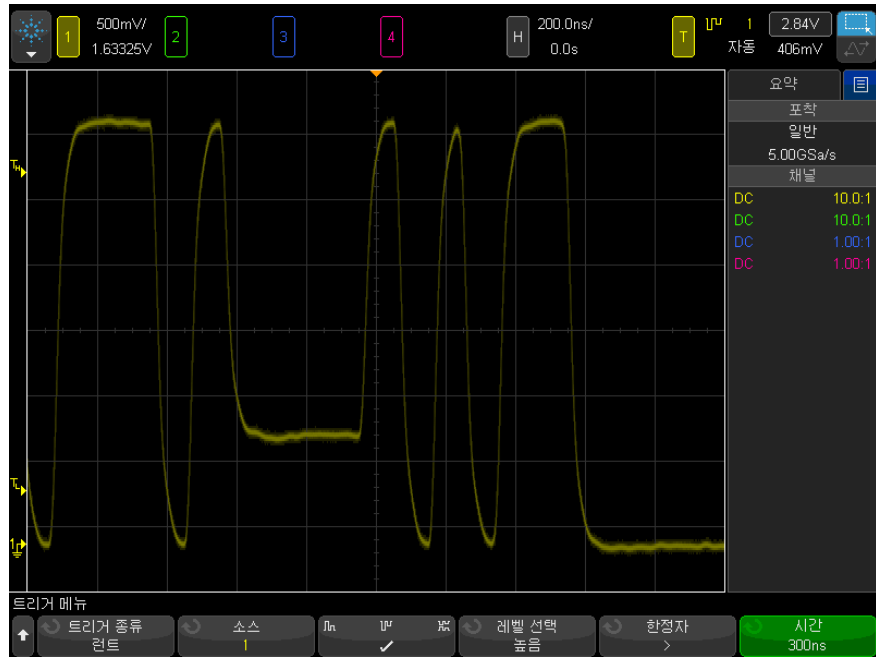 1 500mV/ 2 3 4 H 200.0ns/ T 1 2.84V
1.63325V 0.0s 자동 406mV
요약
포착
일반
5.00GSa/s
채널
DC 10.0:1
DC 10.0:1
DC 1.00:1
DC 1.00:1
TH
TL
1
트리거 메뉴
트리거 종류 소스 레벨 선택 한정자 시간
런트 1 높음 > 300ns